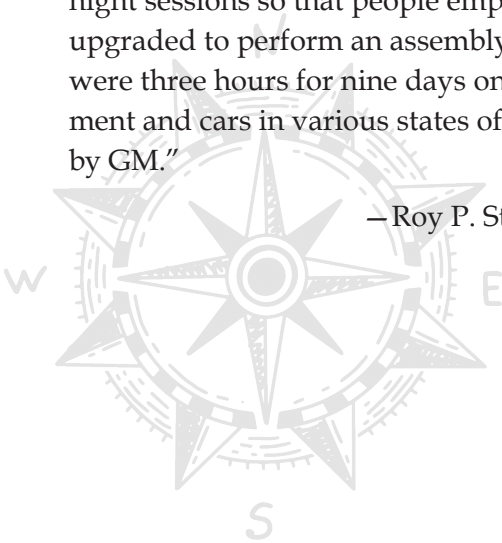 night sessions so that people emp
upgraded to perform an assembly
were three hours for nine days on
ment and cars in various states of
by GM.”
—Roy P. St
N
W
E
S